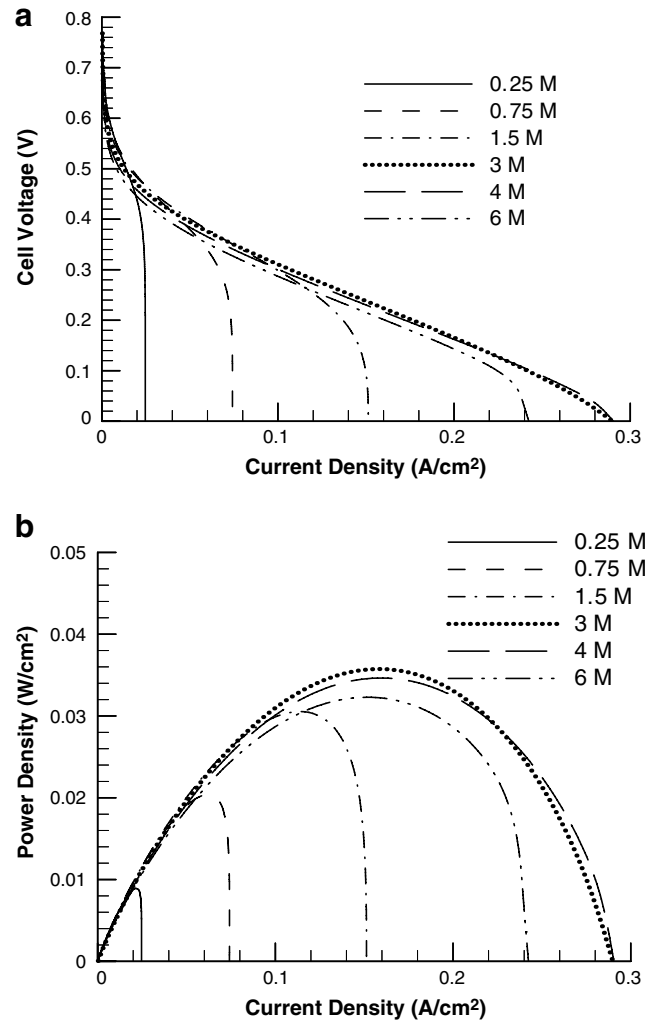 a
0.8
0.7
0.6
0.5
0.4
0.3
0.2
0.1
0
Cell Voltage (V)
0.25 M
0.75 M
1.5 M
3 M
4 M
6 M
0 0.1 0.2 0.3
Current Density (A/cm²)
b
0.05
0.04
0.03
0.02
0.01
0
Power Density (W/cm²)
0.25 M
0.75 M
1.5 M
3 M
4 M
6 M
0 0.1 0.2 0.3
Current Density (A/cm²)